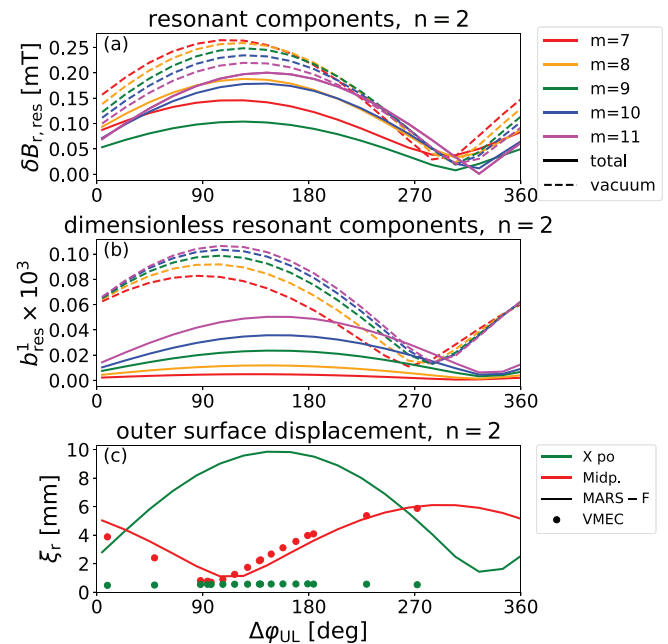 resonant components, n = 2
(a)
δB_r,res [mT]
0.25
0.20
0.15
0.10
0.05
0.00
0 90 180 270 360
m=7
m=8
m=9
m=10
m=11
total
vacuum
dimensionless resonant components, n = 2
(b)
b¹_res × 10³
0.10
0.08
0.06
0.04
0.02
0.00
0 90 180 270 360
outer surface displacement, n = 2
(c)
ξ_r [mm]
10
8
6
4
2
0
0 90 180 270 360
Δφ_UL [deg]
X po
Midp.
MARS − F
VMEC